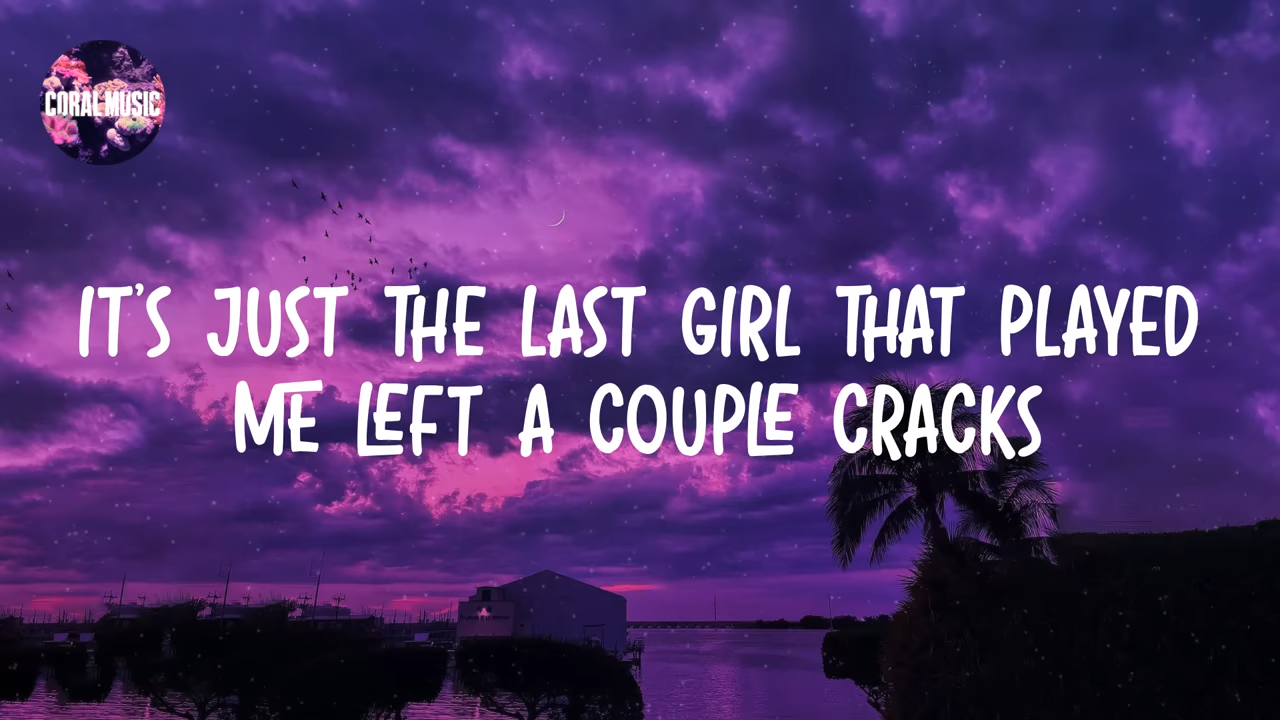 CORAL MUSIC
IT'S JUST THE LAST GIRL THAT PLAYED
ME LEFT A COUPLE CRACKS